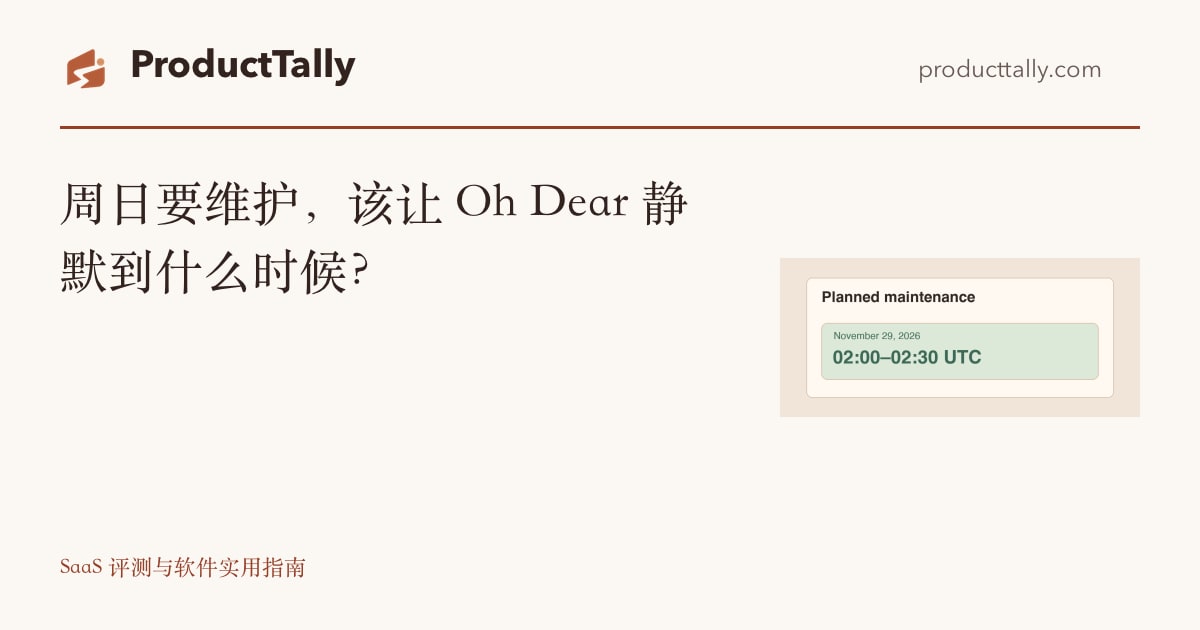 ProductTally
producttally.com
周日要维护，该让 Oh Dear 静
默到什么时候？
Planned maintenance
November 29, 2026
02:00–02:30 UTC
SaaS 评测与软件实用指南